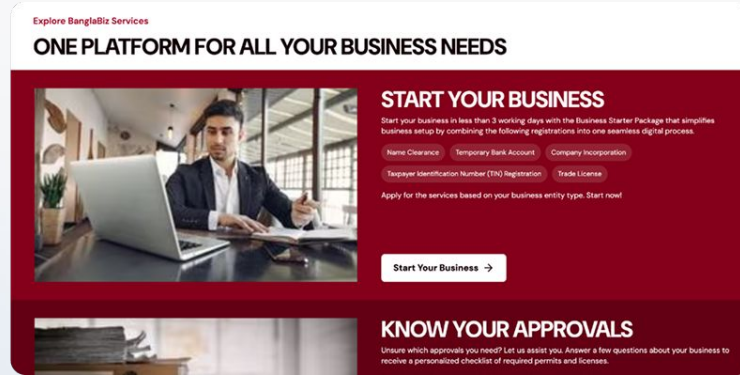 Explore BanglaBiz Services
ONE PLATFORM FOR ALL YOUR BUSINESS NEEDS
START YOUR BUSINESS
Start your business in less than 3 working days with the Business Starter Package that simplifies
business setup by combining the following registrations into one seamless digital process.
Name Clearance Temporary Bank Account Company Incorporation
Taxpayer Identification Number (TIN) Registration Trade License
Apply for the services based on your business entity type. Start now!
Start Your Business →
KNOW YOUR APPROVALS
Unsure which approvals you need? Let us assist you. Answer a few questions about your business to
receive a personalized checklist of required permits and licenses.